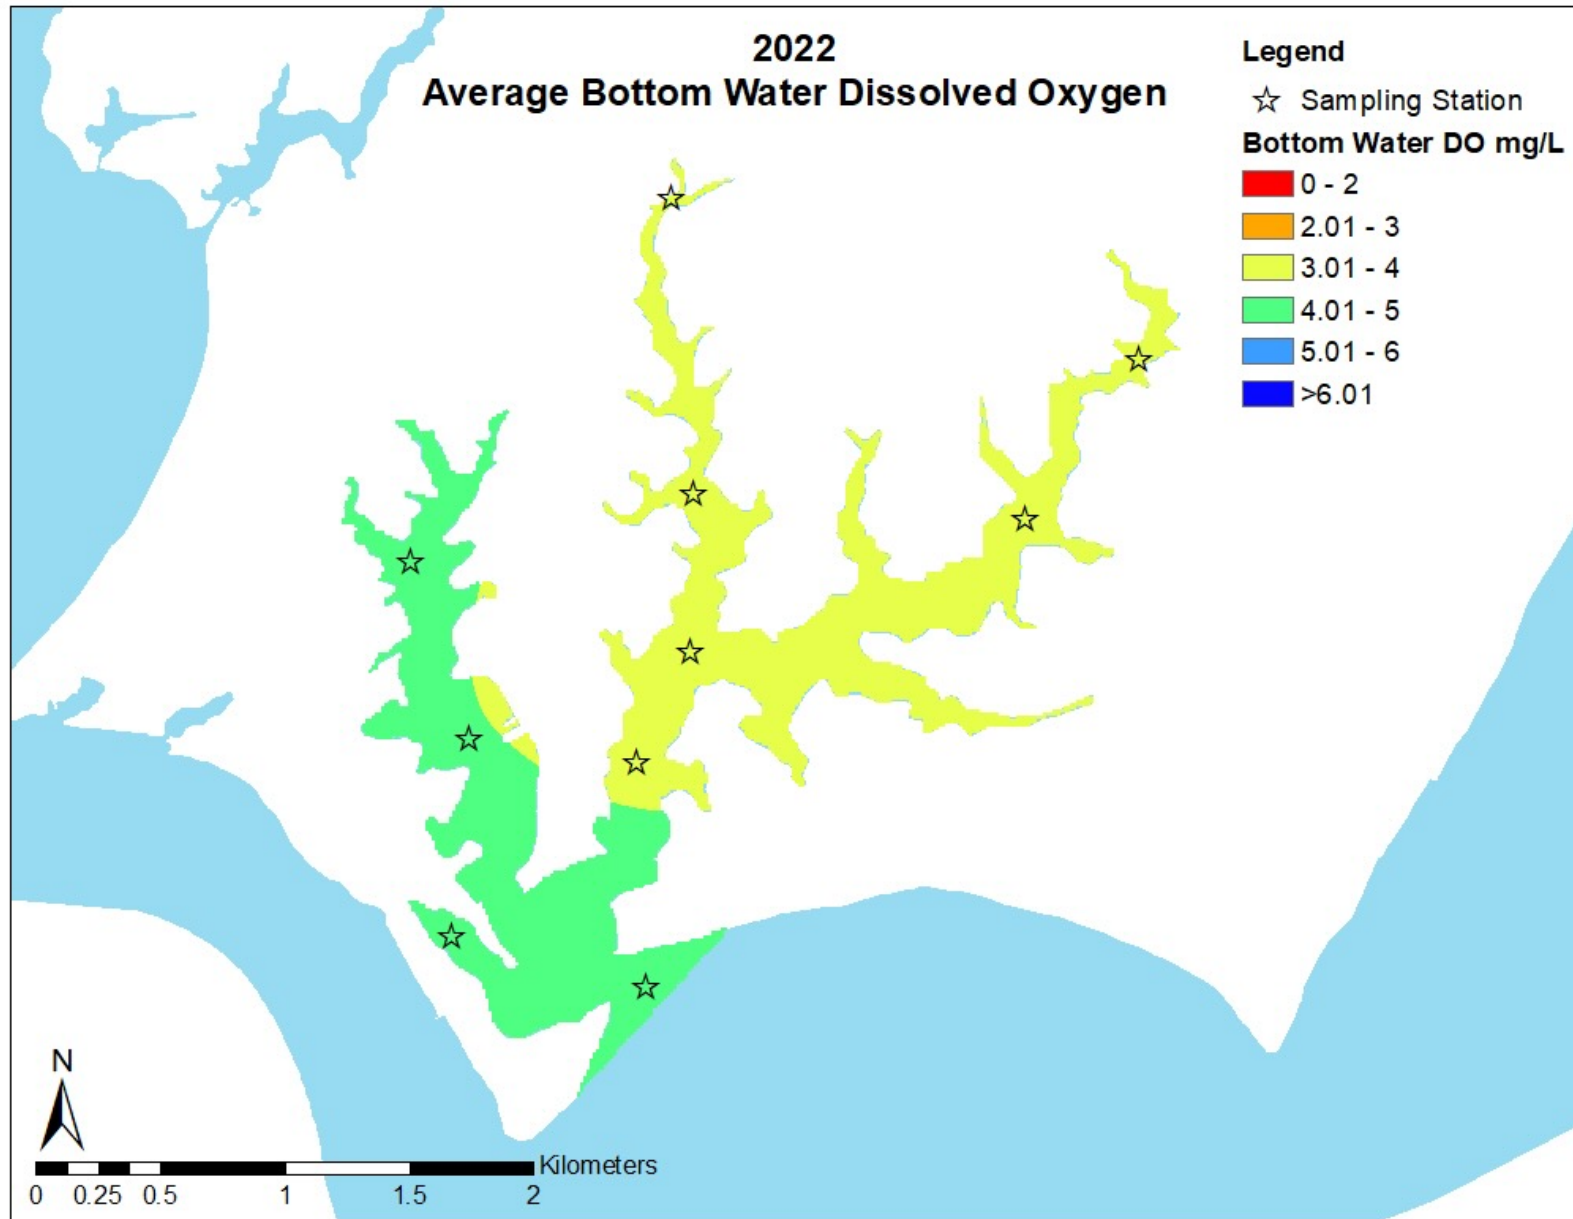 2022
Average Bottom Water Dissolved Oxygen
Legend
Sampling Station
Bottom Water DO mg/L
0 - 2
2.01 - 3
3.01 - 4
4.01 - 5
5.01 - 6
>6.01
N
Kilometers
0 0.25 0.5 1 1.5 2